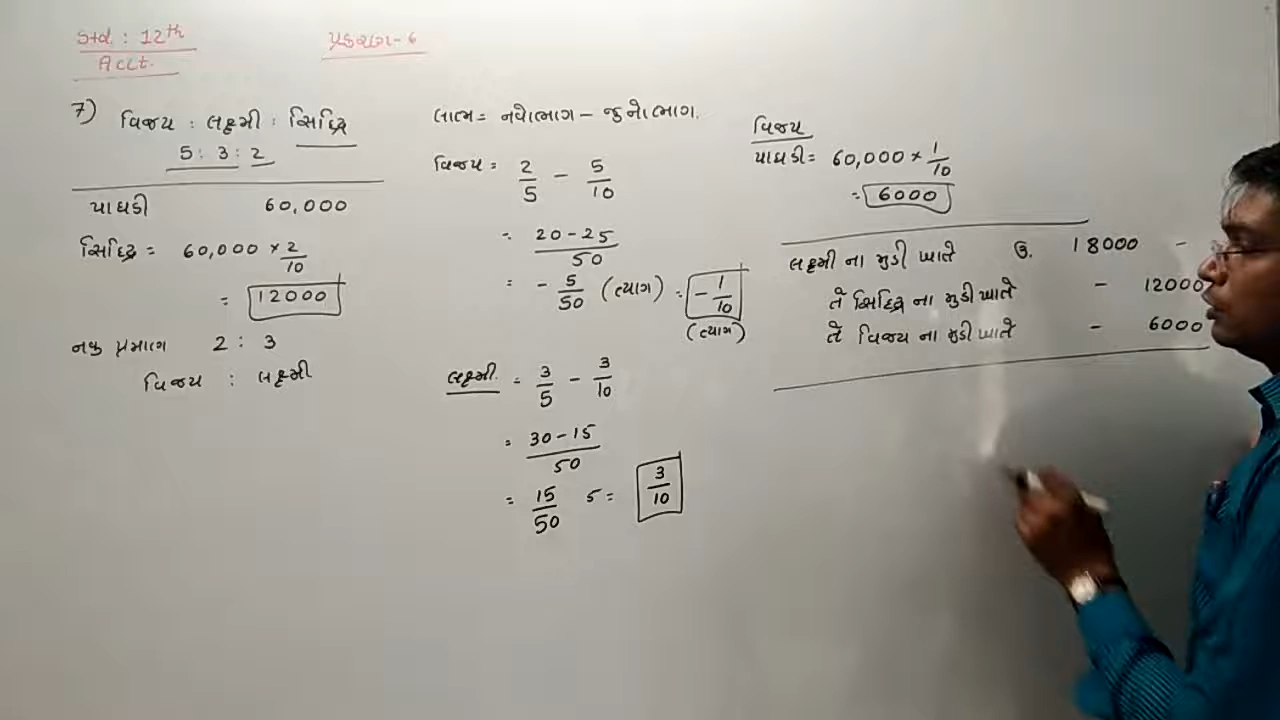 Std : 12th
Acct.
પ્રકરણ-6
7) વિજય : લક્ષ્મી : સિધ્ધિ
5 : 3 : 2
પાઘડી 60,000
સિધ્ધિ = 60,000 × 2/10
= 12000
નફા પ્રમાણ 2 : 3
વિજય : લક્ષ્મી
લાભ = નવોભાગ – જુનોભાગ.
વિજય = 2/5 – 5/10
= 20-25/50
= - 5/50 (ત્યાગ) = -1/10
(ત્યાગ)
લક્ષ્મી. = 3/5 – 3/10
= 30-15/50
= 15/50 5 = 3/10
વિજય
પાઘડી = 60,000 × 1/10
= 6000
લક્ષ્મી ના મુડી ખાતે ઉ. 18000 -
તે સિધ્ધિ ના મુડી ખાતે - 12000
તે વિજય ના મુડી ખાતે - 6000